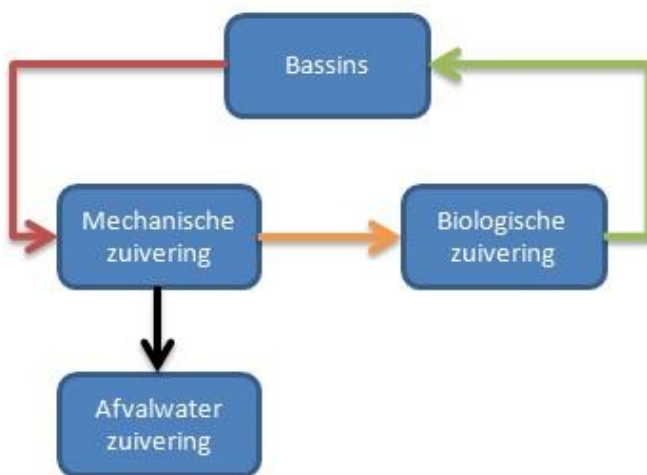 Bassins
Mechanische
zuivering
Biologische
zuivering
Afvalwater
zuivering